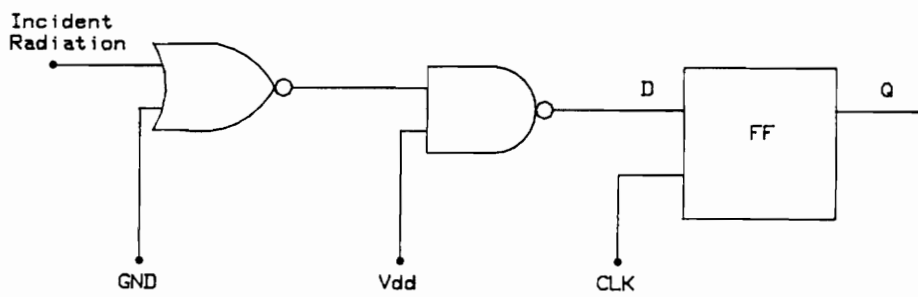 Incident
Radiation
D
Q
FF
GND
Vdd
CLK